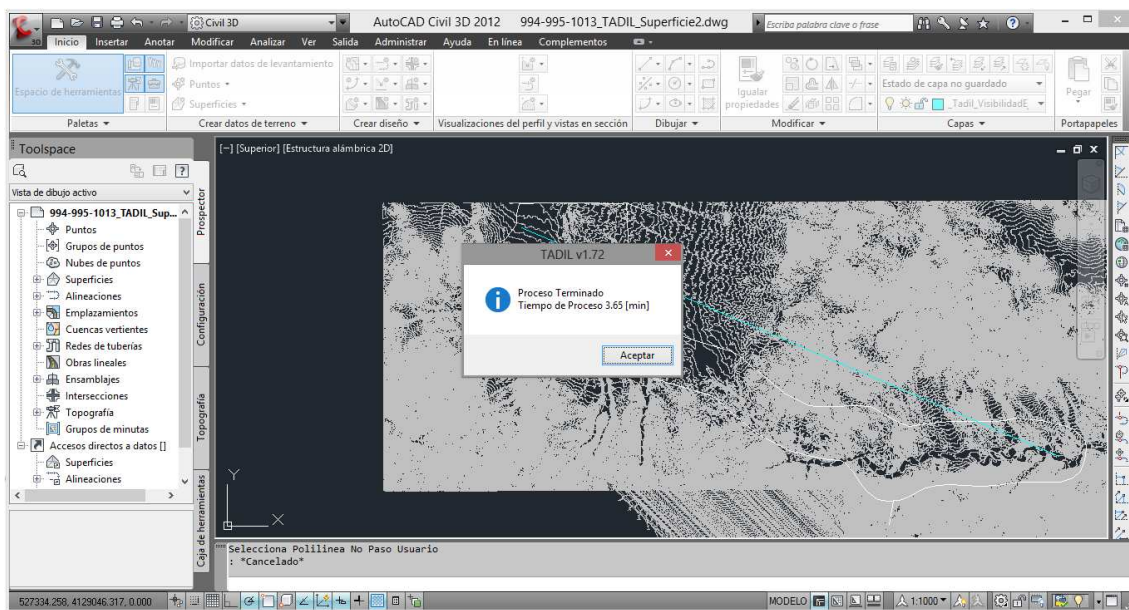 Civil 3D
AutoCAD Civil 3D 2012 994-995-1013_TADIL_Superficie2.dwg
Escriba palabra clave o frase
30
Inicio Insertar Anotar Modificar Analizar Ver Salida Administrar Ayuda En línea Complementos
Espacio de herramientas
Importar datos de levantamiento
Puntos
Superficies
Igualar propiedades
Estado de capa no guardado
_Tadil_VisibilidadE
Pegar
Paletas Crear datos de terreno Crear diseño Visualizaciones del perfil y vistas en sección Dibujar Modificar Capas Portapapeles
Toolspace
Vista de dibujo activo
994-995-1013_TADIL_Sup...
Puntos
Grupos de puntos
Nubes de puntos
Superficies
Alineaciones
Emplazamientos
Cuencas vertientes
Redes de tuberías
Obras lineales
Ensamblajes
Intersecciones
Topografía
Grupos de minutas
Accesos directos a datos []
Superficies
Alineaciones
Prospector
Configuración
Topografía
Caja de herramientas
[-] [Superior] [Estructura alámbrica 2D]
TADIL v1.72
Proceso Terminado
Tiempo de Proceso 3.65 [min]
Aceptar
Y
X
Selecciona Polilinea No Paso Usuario
: *Cancelado*
527334.258, 4129046.317, 0.000
MODELO
1:1000